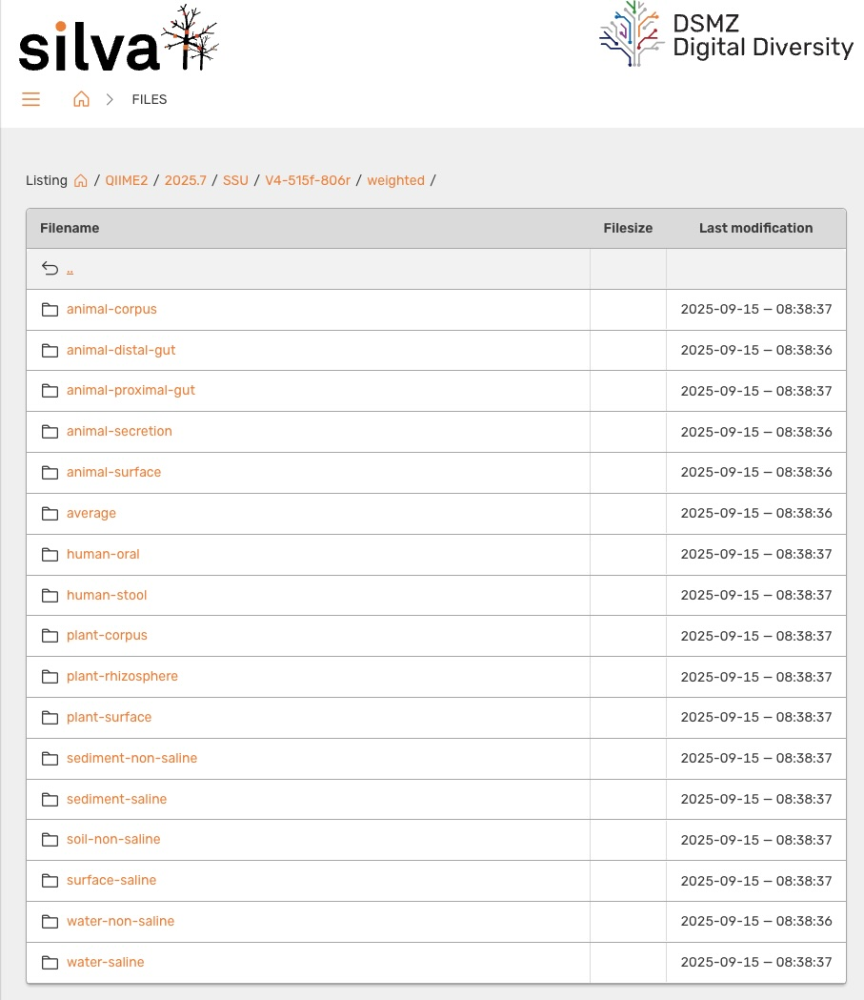 silva
DSMZ
Digital Diversity
FILES
Listing / QIIME2 / 2025.7 / SSU / V4-515f-806r / weighted /
Filename Filesize Last modification
..
animal-corpus 2025-09-15 – 08:38:37
animal-distal-gut 2025-09-15 – 08:38:36
animal-proximal-gut 2025-09-15 – 08:38:37
animal-secretion 2025-09-15 – 08:38:36
animal-surface 2025-09-15 – 08:38:36
average 2025-09-15 – 08:38:36
human-oral 2025-09-15 – 08:38:37
human-stool 2025-09-15 – 08:38:37
plant-corpus 2025-09-15 – 08:38:37
plant-rhizosphere 2025-09-15 – 08:38:37
plant-surface 2025-09-15 – 08:38:37
sediment-non-saline 2025-09-15 – 08:38:37
sediment-saline 2025-09-15 – 08:38:37
soil-non-saline 2025-09-15 – 08:38:37
surface-saline 2025-09-15 – 08:38:37
water-non-saline 2025-09-15 – 08:38:36
water-saline 2025-09-15 – 08:38:37